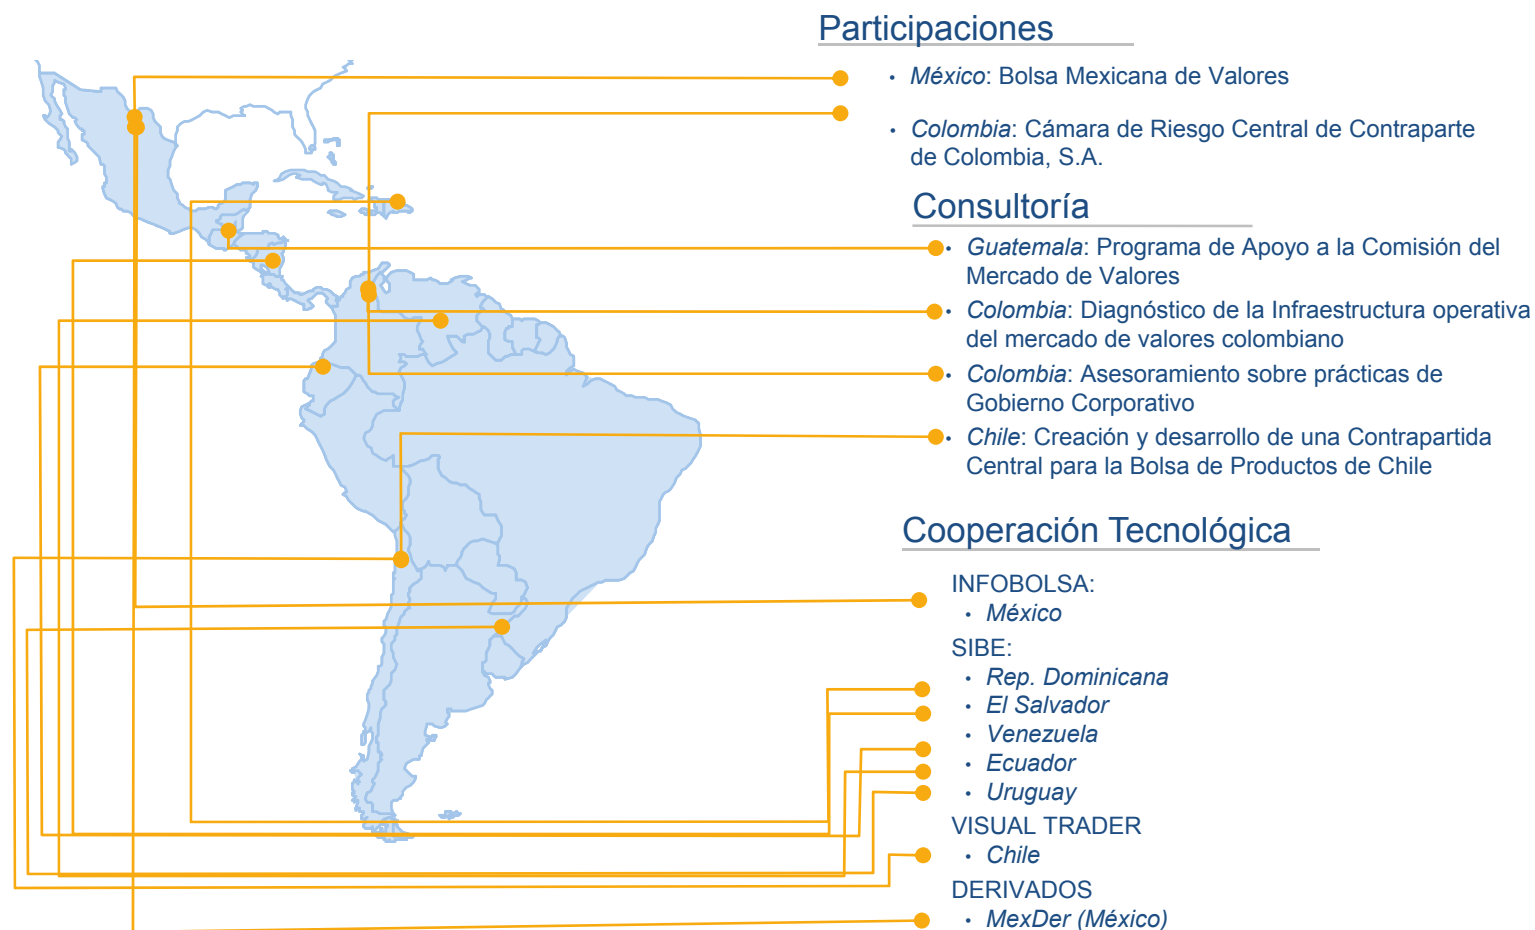 Participaciones
• México: Bolsa Mexicana de Valores
• Colombia: Cámara de Riesgo Central de Contraparte
de Colombia, S.A.
Consultoría
• Guatemala: Programa de Apoyo a la Comisión del
Mercado de Valores
• Colombia: Diagnóstico de la Infraestructura operativa
del mercado de valores colombiano
• Colombia: Asesoramiento sobre prácticas de
Gobierno Corporativo
• Chile: Creación y desarrollo de una Contrapartida
Central para la Bolsa de Productos de Chile
Cooperación Tecnológica
INFOBOLSA:
• México
SIBE:
• Rep. Dominicana
• El Salvador
• Venezuela
• Ecuador
• Uruguay
VISUAL TRADER
• Chile
DERIVADOS
• MexDer (México)